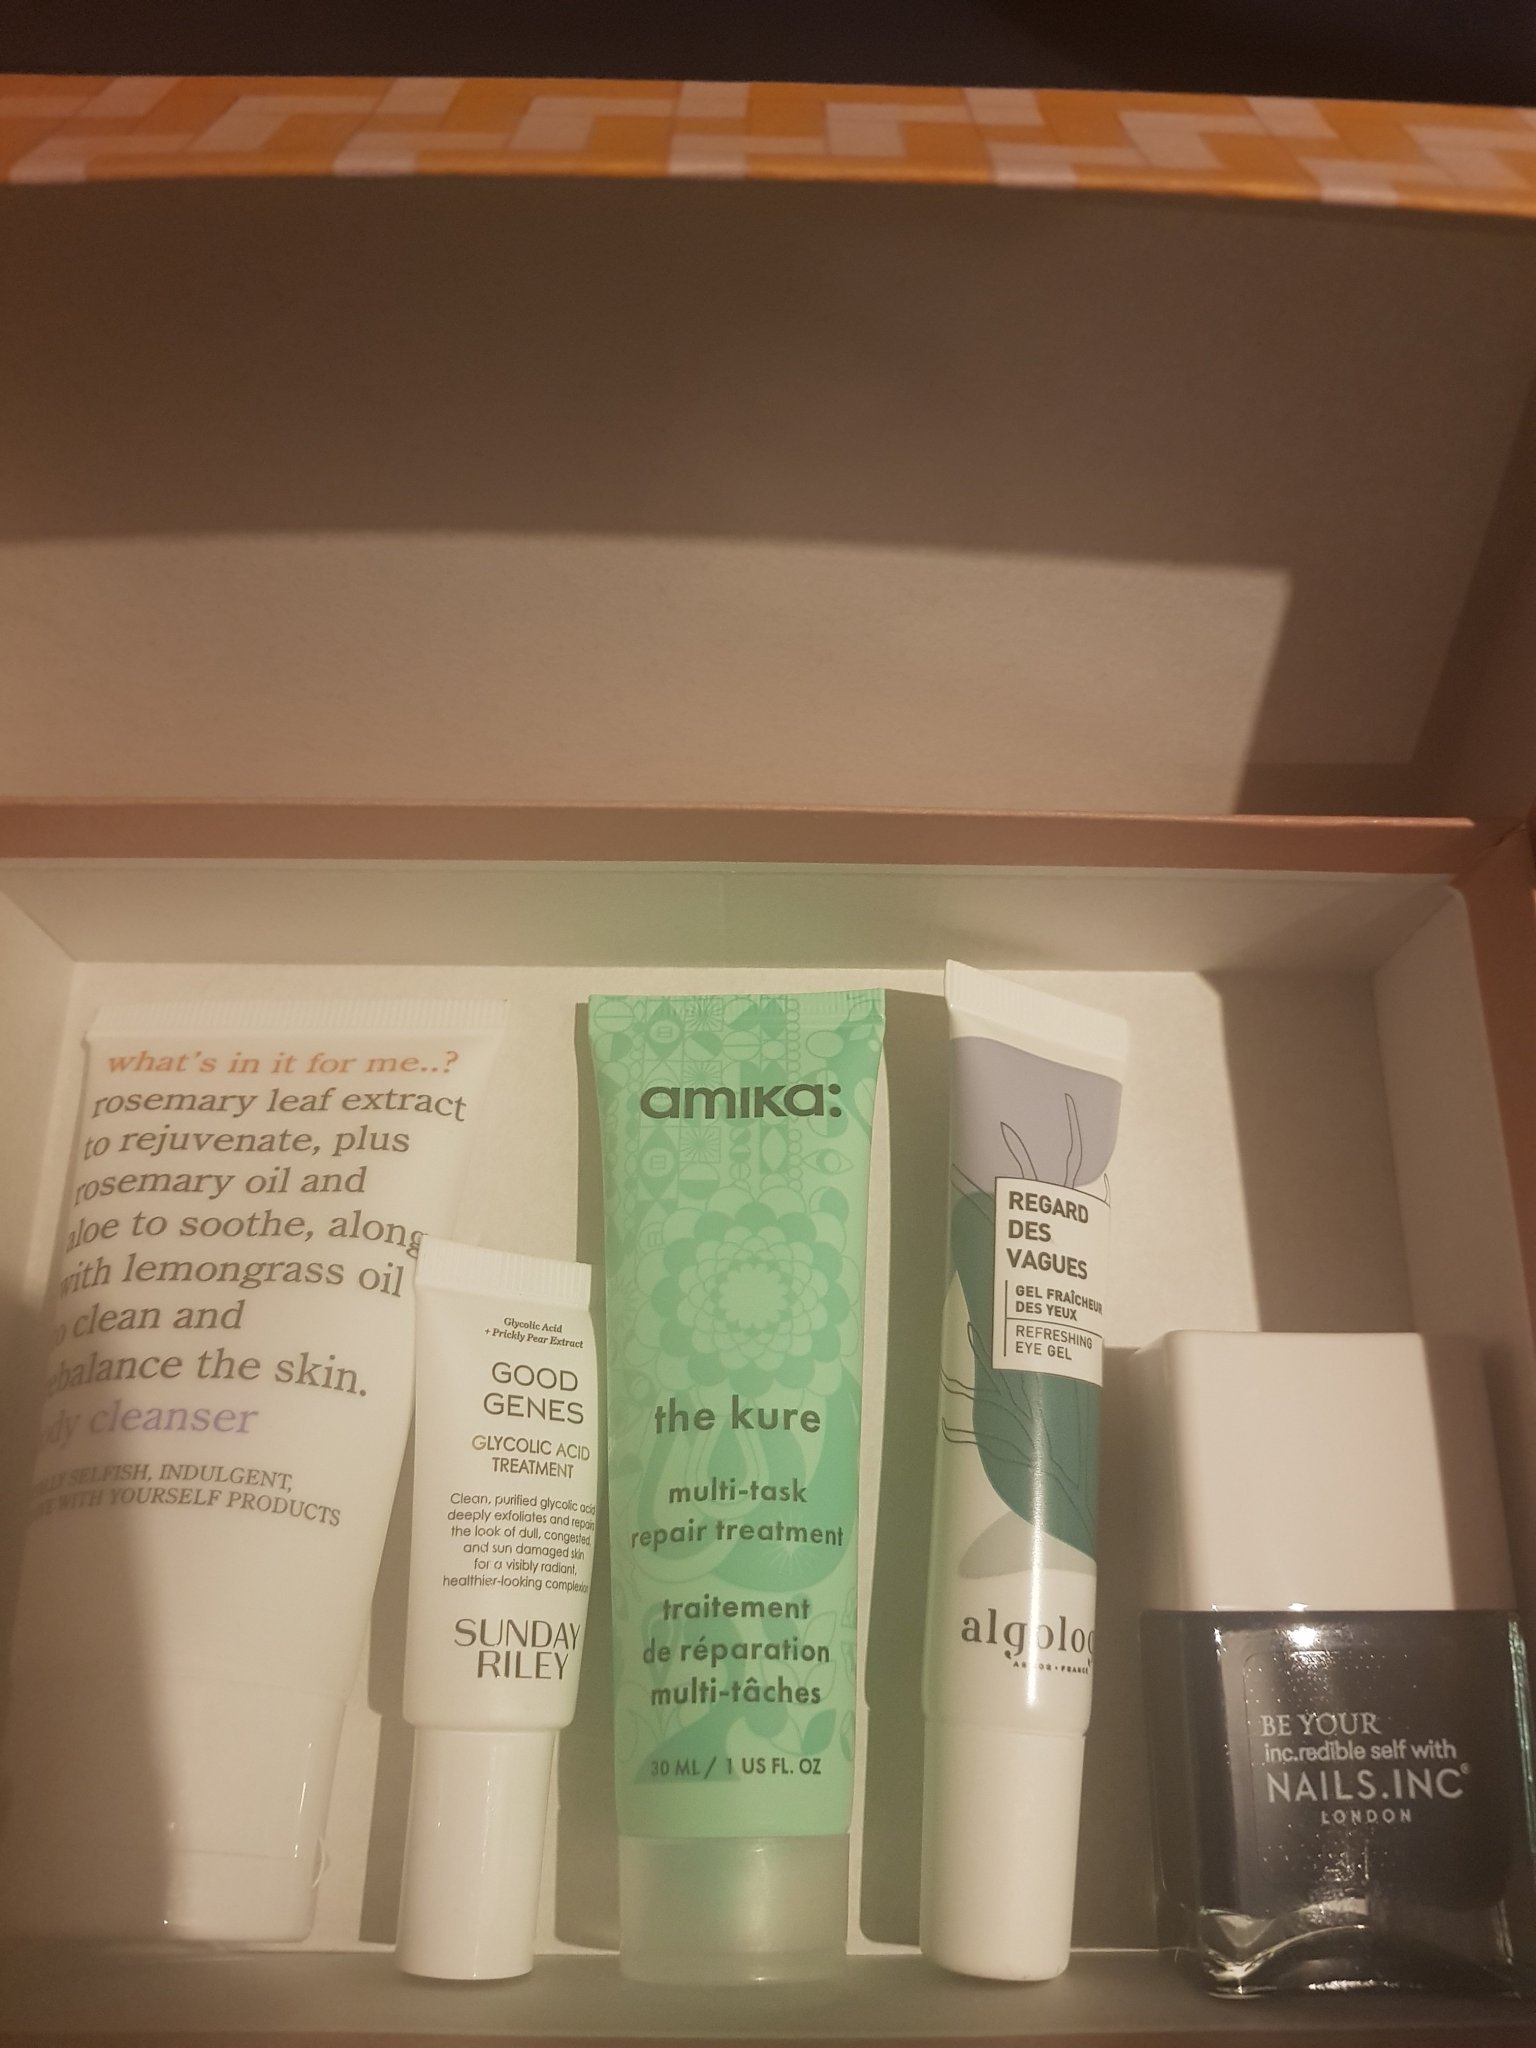 what's in it for me..?
rosemary leaf extract
to rejuvenate, plus
rosemary oil and
aloe to soothe, along
with lemongrass oil
clean and
the skin.
cleanser
SELFISH, INDULGENT,
WITH YOURSELF PRODUCTS
Glycolic Acid
+ Prickly Pear Extract
GOOD
GENES
GLYCOLIC ACID
TREATMENT
Clean, purified glycolic acid
deeply exfoliates and repairs
the look of dull, congested,
and sun damaged skin
for a visibly radiant,
healthier-looking complexion
SUNDAY
RILEY
amika:
the kure
multi-task
repair treatment
traitement
de réparation
multi-tâches
30 ML / 1 US FL. OZ
REGARD
DES
VAGUES
GEL FRAÎCHEUR
DES YEUX
REFRESHING
EYE GEL
algolog
FRANCE
BE YOUR
inc.redible self with
NAILS.INC®
LONDON